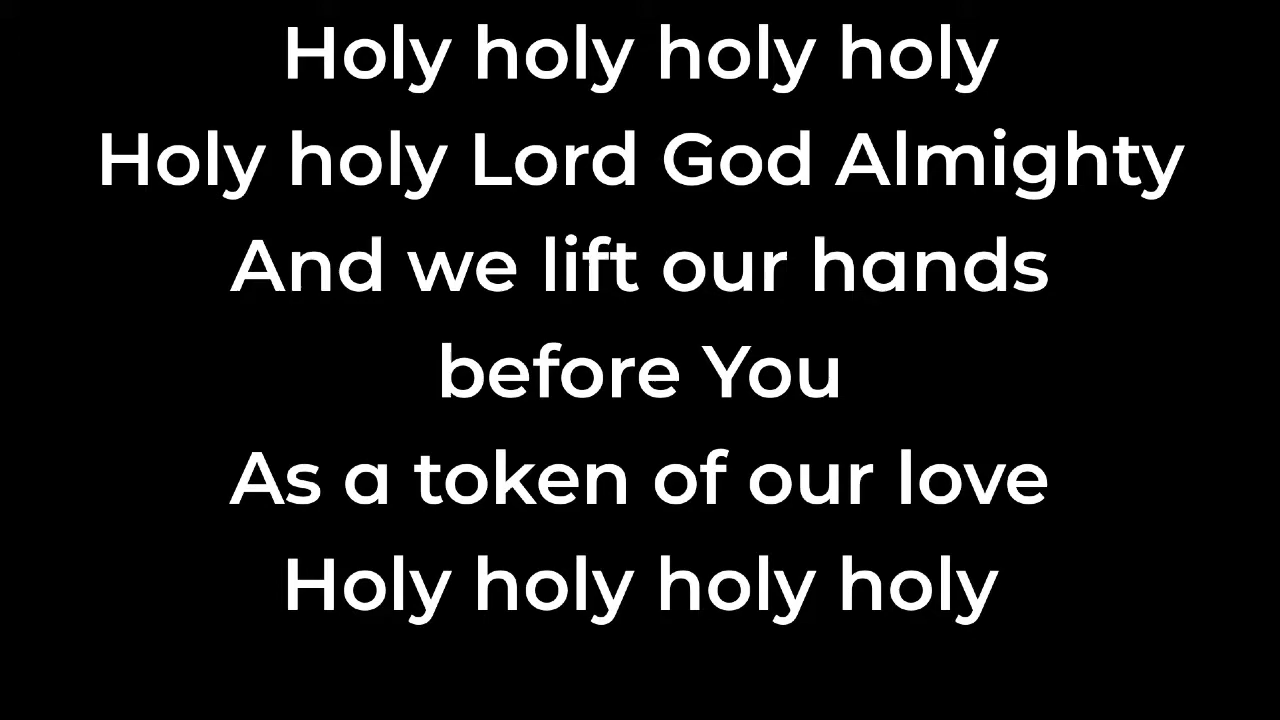 Holy holy holy holy
Holy holy Lord God Almighty
And we lift our hands
before You
As a token of our love
Holy holy holy holy